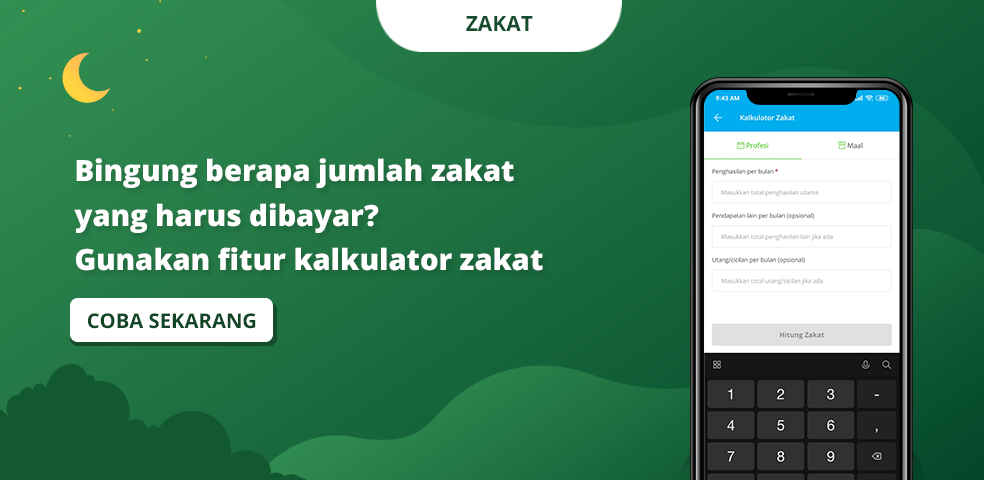 ZAKAT
Bingung berapa jumlah zakat
yang harus dibayar?
Gunakan fitur kalkulator zakat
COBA SEKARANG
9:43 AM
Kalkulator Zakat
Profesi
Maal
Penghasilan per bulan*
Masukkan total penghasilan utama
Pendapatan lain per bulan (opsional)
Masukkan total penghasilan lain jika ada
Utang/cicilan per bulan (opsional)
Masukkan total utang/cicilan jika ada
Hitung Zakat
1 2 3 -
4 5 6 ,
7 8 9